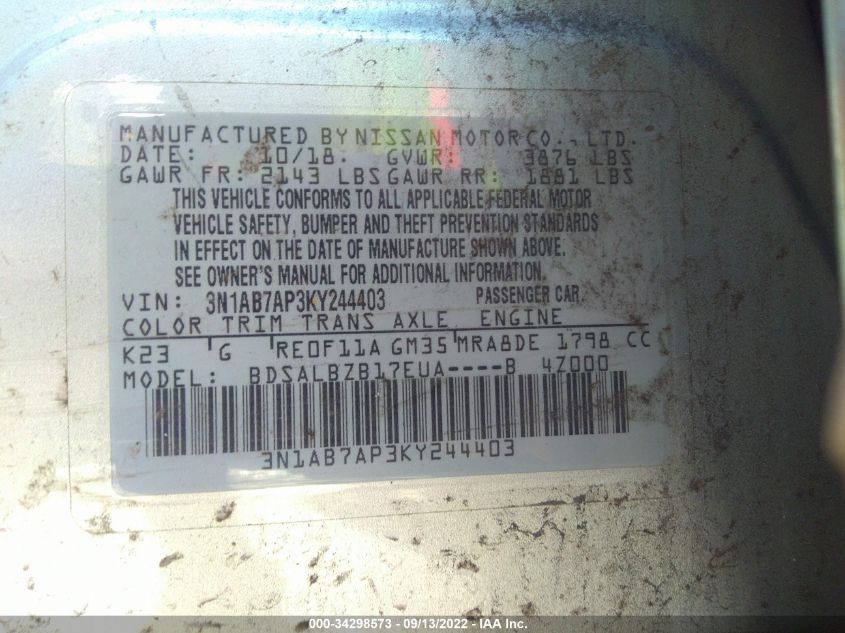 MANUFACTURED BY NISSAN MOTOR CO., LTD.
DATE: 10/18. GVWR: 3876 LBS
GAWR FR: 2143 LBS GAWR RR: 1881 LBS
THIS VEHICLE CONFORMS TO ALL APPLICABLE FEDERAL MOTOR
VEHICLE SAFETY, BUMPER AND THEFT PREVENTION STANDARDS
IN EFFECT ON THE DATE OF MANUFACTURE SHOWN ABOVE.
SEE OWNER'S MANUAL FOR ADDITIONAL INFORMATION.
VIN: 3N1AB7AP3KY244403 PASSENGER CAR.
COLOR TRIM TRANS AXLE ENGINE
K23 G RE0F11A GM35 MRA8DE 1798 CC
MODEL: BDSALBZB17EUA----B 4Z000
3N1AB7AP3KY244403
000-34298573 - 09/13/2022 - IAA Inc.